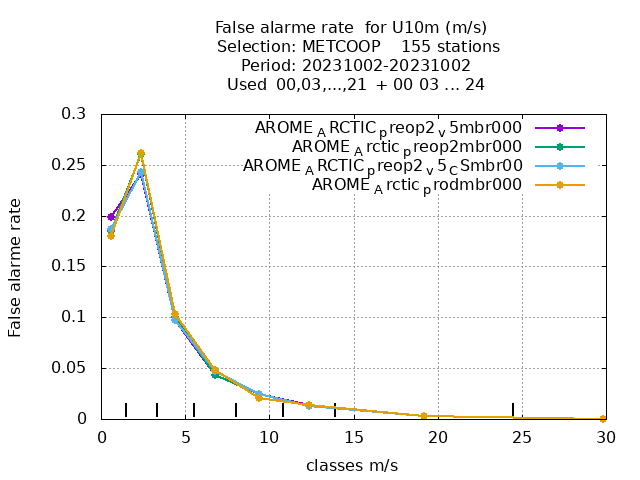 False alarme rate  for U10m (m/s)
Selection: METCOOP    155 stations
Period: 20231002-20231002
Used  00,03,...,21  + 00 03 ... 24
AROME_ARCTIC_preop2_v5mbr000
AROME_Arctic_preop2mbr000
AROME_ARCTIC_preop2_v5_CSmbr00
AROME_Arctic_prodmbr000
0.3
0.25
0.2
0.15
0.1
0.05
0
False alarme rate
0 5 10 15 20 25 30
classes m/s